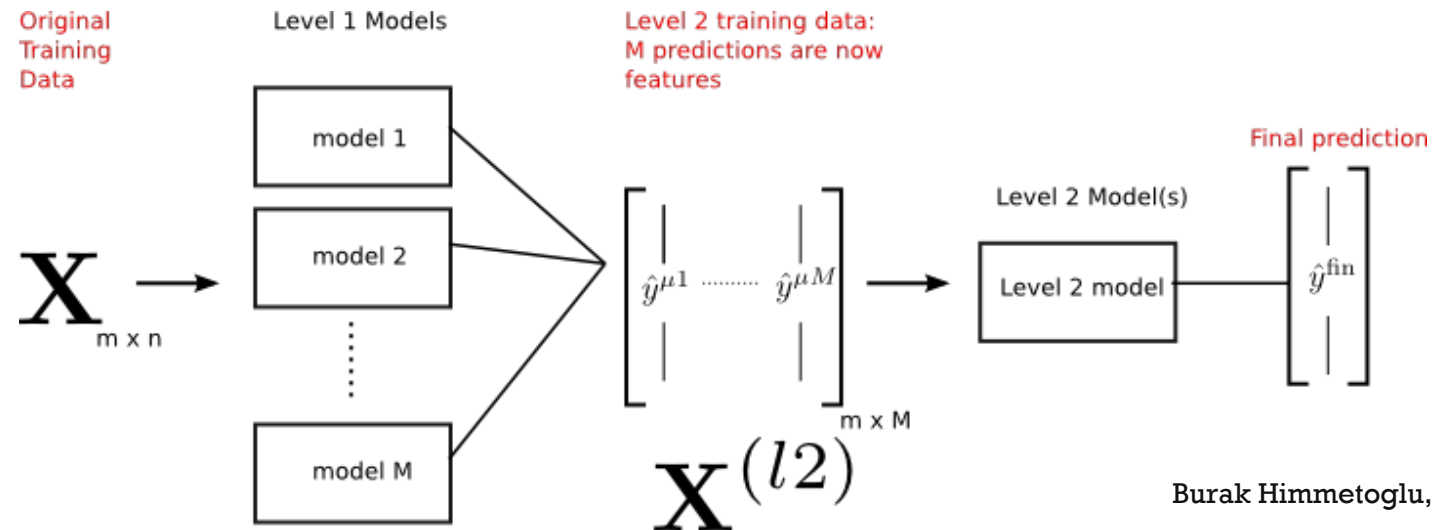 Original
Training
Data
Level 1 Models
Level 2 training data:
M predictions are now
features
model 1
model 2
model M
X
m x n
ŷ^{μ1} .......... ŷ^{μM}
m x M
X^{(l2)}
Level 2 Model(s)
Level 2 model
Final prediction
ŷ^{fin}
Burak Himmetoglu,